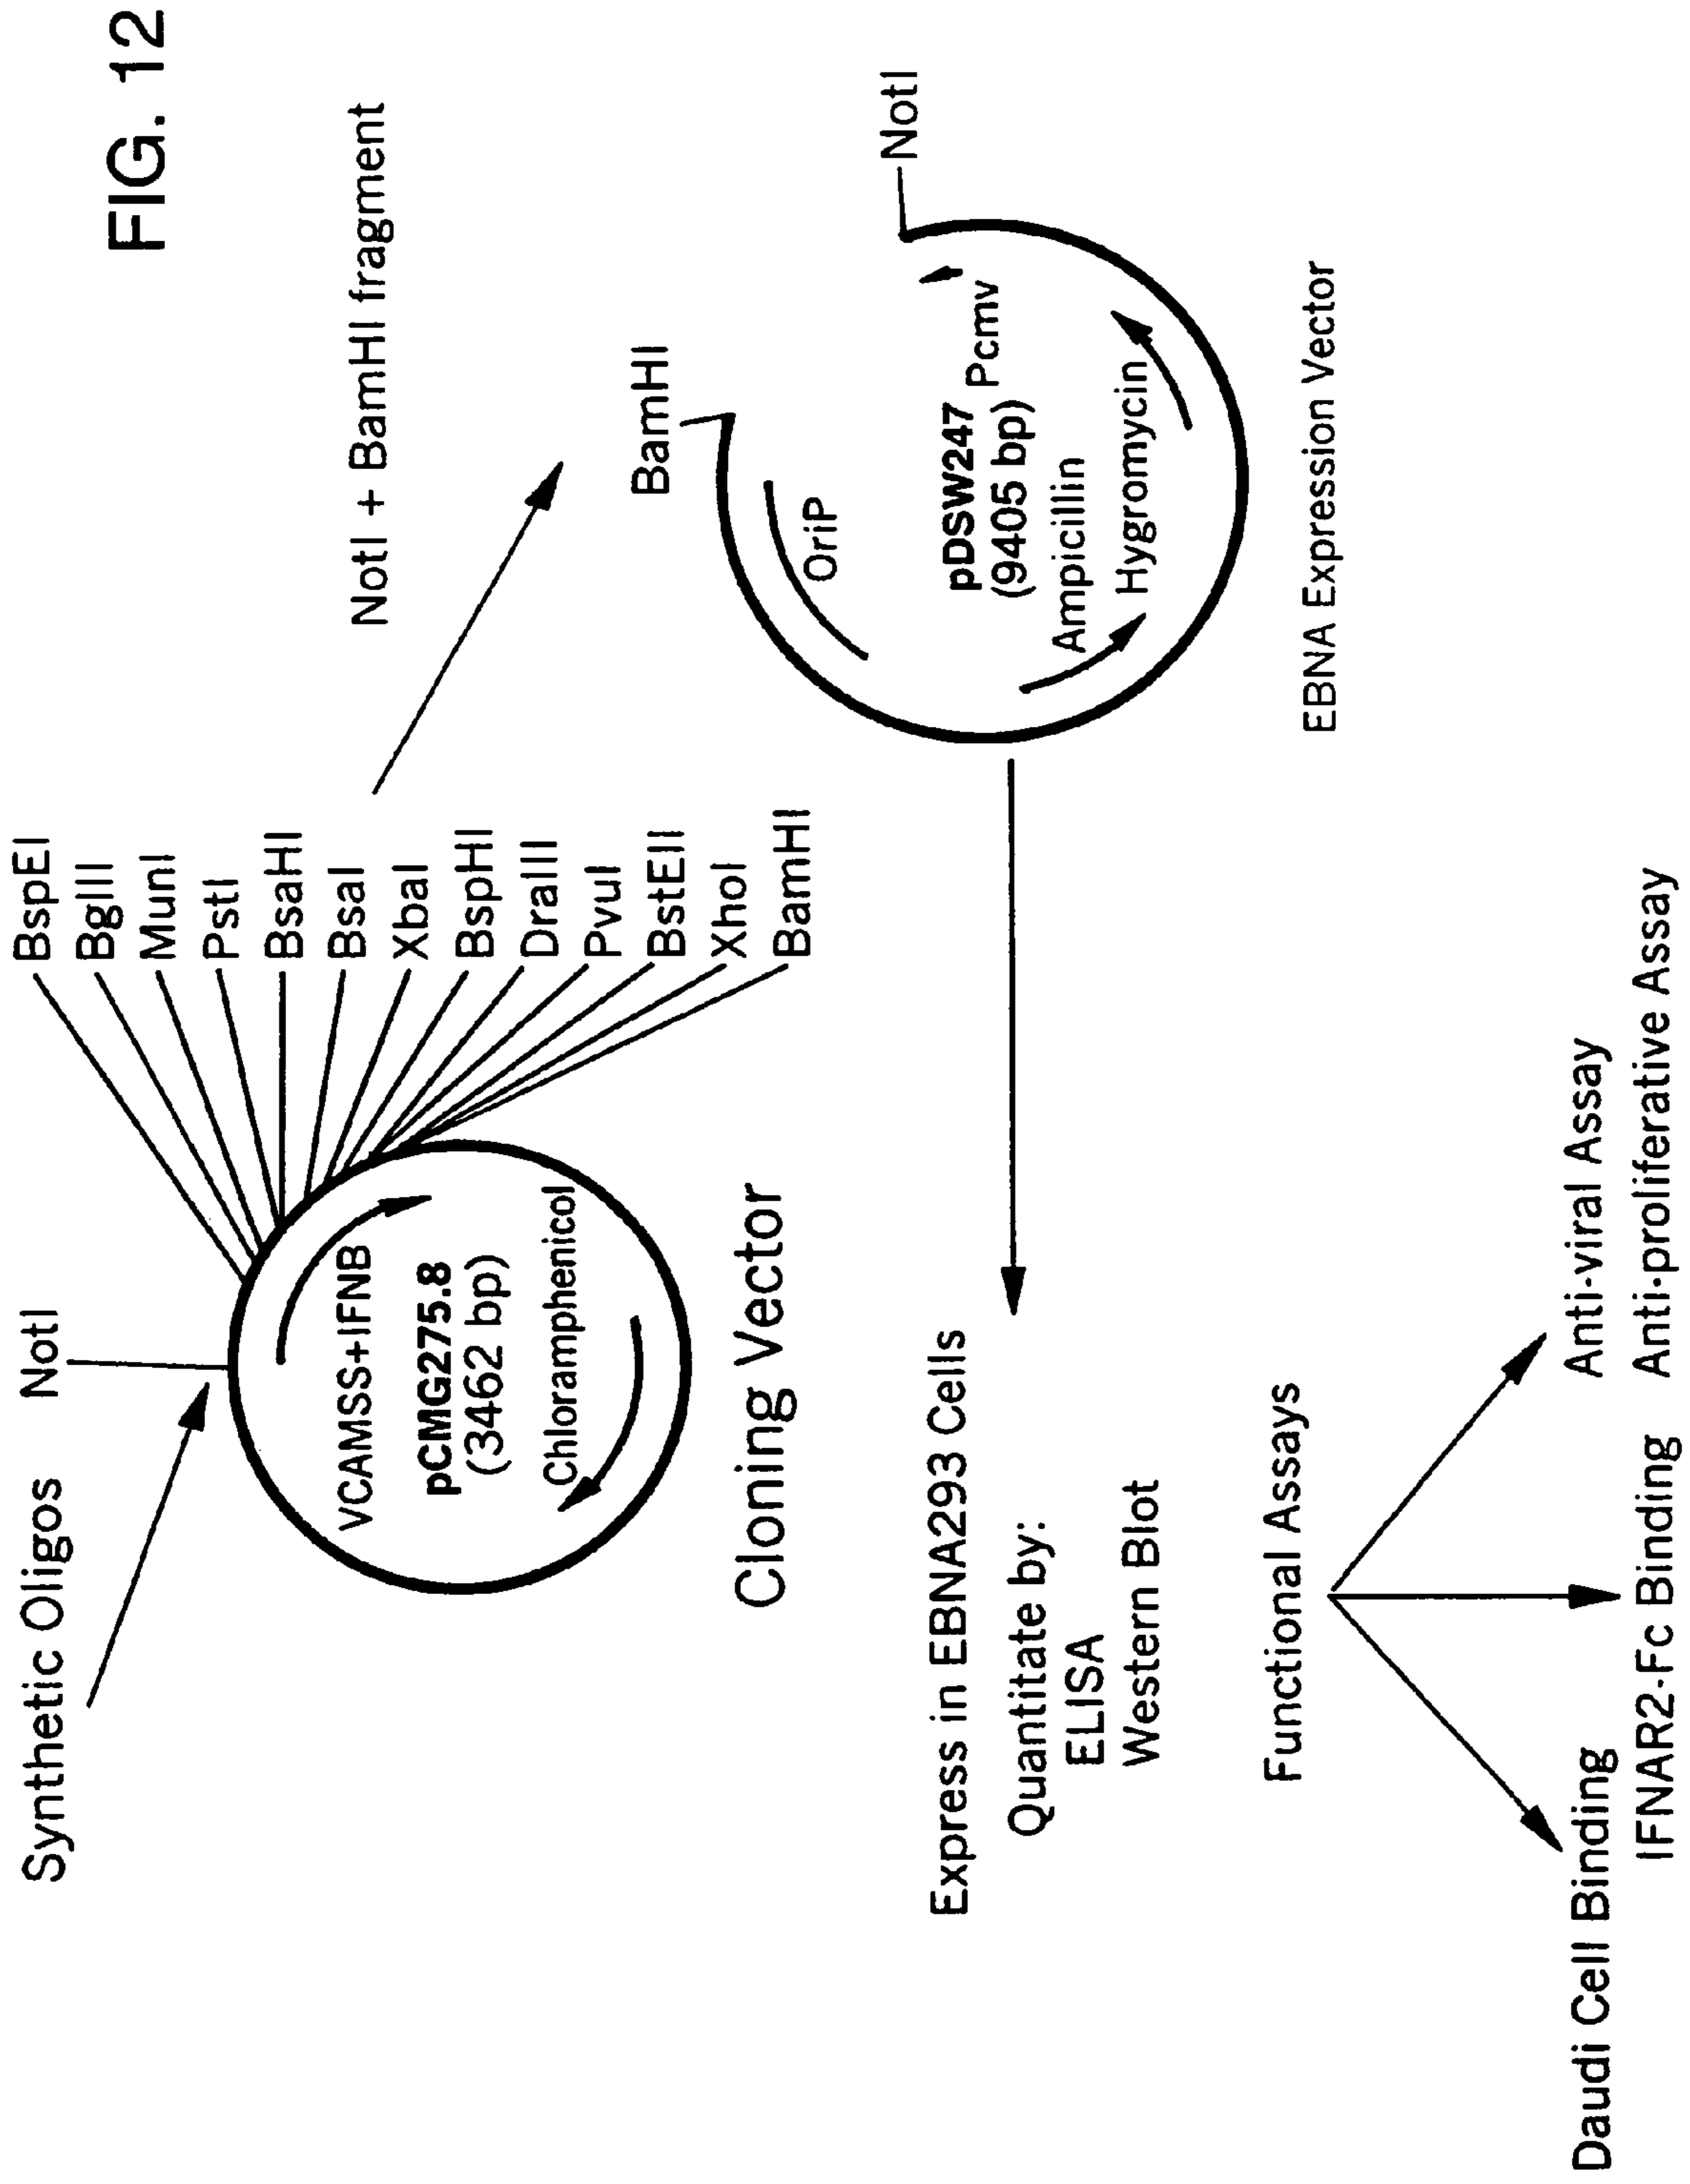 FIG. 12
Synthetic Oligos
NotI
BspEI
BglII
MunI
PstI
BsaHI
BsaI
XbaI
BspHI
DraIII
PvuI
BstEII
XhoI
BamHI
VCAMSS+IFNB
pCMG275.8
(3462 bp)
Chloramphenicol
Cloning Vector
NotI + BamHI fragment
BamHI
NotI
OriP
pDSW247
(9405 bp)
Pcmv
Ampicillin
Hygromycin
EBNA Expression Vector
Express in EBNA293 Cells
Quantitate by:
ELISA
Western Blot
Functional Assays
Daudi Cell Binding
IFNAR2-Fc Binding
Anti-viral Assay
Anti-proliferative Assay